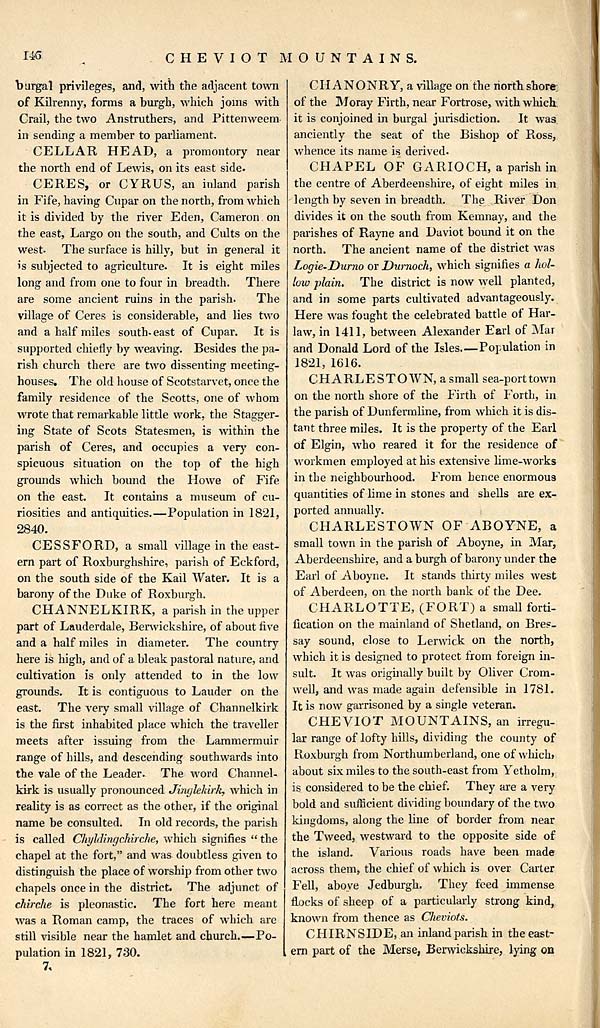 146
CHEVIOT MOUNTAINS.
burgal privileges, and, with the adjacent town
of Kilrenny, forms a burgh, which joins with
Crail, the two Anstruthers, and Pittenweem
in sending a member to parliament.
CELLAR HEAD, a promontory near
the north end of Lewis, on its east side.
CERES, or CYRUS, an inland parish
in Fife, having Cupar on the north, from which
it is divided by the river Eden, Cameron on
the east, Largo on the south, and Cults on the
west. The surface is hilly, but in general it
is subjected to agriculture. It is eight miles
long and from one to four in breadth. There
are some ancient ruins in the parish. The
village of Ceres is considerable, and lies two
and a half miles south-east of Cupar. It is
supported chiefly by weaving. Besides the pa-
rish church there are two dissenting meeting-
houses. The old house of Scotstarvet, once the
family residence of the Scotts, one of whom
wrote that remarkable little work, the Stagger-
ing State of Scots Statesmen, is within the
parish of Ceres, and occupies a very con-
spicuous situation on the top of the high
grounds which bound the Howe of Fife
on the east. It contains a museum of cu-
riosities and antiquities.—Population in 1821,
2840.
CESSFORD, a small village in the east-
ern part of Roxburghshire, parish of Eckford,
on the south side of the Kail Water. It is a
barony of the Duke of Roxburgh.
CHANNELKIRK, a parish in the upper
part of Lauderdale, Berwickshire, of about five
and a half miles in diameter. The country
here is high, and of a bleak pastoral nature, and
cultivation is only attended to in the low
grounds. It is contiguous to Lauder on the
east. The very small village of Channelkirk
is the first inhabited place which the traveller
meets after issuing from the Lammermuir
range of hills, and descending southwards into
the vale of the Leader. The word Channel-
kirk is usually pronounced Jinglekirk, which in
reality is as correct as the other, if the original
name be consulted. In old records, the parish
is called Chyldingchirche, which signifies "the
chapel at the fort," and was doubtless given to
distinguish the place of worship from other two
chapels once in the district. The adjunct of
chirche is pleonastic. The fort here meant
was a Roman camp, the traces of which are
still visible near the hamlet and church.—Po-
pulation in 1821, 730.
7.
CHANONRY, a village on the north shore
of the Moray Firth, near Fortrose, with which
it is conjoined in burgal jurisdiction. It was
anciently the seat of the Bishop of Ross,
whence its name is derived.
CHAPEL OF GARIOCH, a parish in
the centre of Aberdeenshire, of eight miles in
length by seven in breadth. The River Don
divides it on the south from Kemnay, and the
parishes of Rayne and Daviot bound it on the
north. The ancient name of the district was
Logie-Durno or Durnoch, which signifies a hol-
low plain. The district is now well planted,
and in some parts cultivated advantageously.
Here was fought the celebrated battle of Har-
law, in 1411, between Alexander Earl of Mar
and Donald Lord of the Isles.—Population in
1821, 1616.
CHARLESTOWN, a small sea-port town
on the north shore of the Firth of Forth, in
the parish of Dunfermline, from which it is dis-
tant three miles. It is the property of the Earl
of Elgin, who reared it for the residence of
workmen employed at his extensive lime-works
in the neighbourhood. From hence enormous
quantities of lime in stones and shells are ex-
ported annually.
CHARLESTOWN OF ABOYNE, a
small town in the parish of Aboyne, in Mar,
Aberdeenshire, and a burgh of barony under the
Earl of Aboyne. It stands thirty miles west
of Aberdeen, on the north bank of the Dee.
CHARLOTTE, (FORT) a small forti-
fication on the mainland of Shetland, on Bres-
say sound, close to Lerwick on the north,
which it is designed to protect from foreign in-
sult. It was originally built by Oliver Crom-
well, and was made again defensible in 1781.
It is now garrisoned by a single veteran.
CHEVIOT MOUNTAINS, an irregu-
lar range of lofty hills, dividing the county of
Roxburgh from Northumberland, one of which,
about six miles to the south-east from Yetholm,
is considered to be the chief. They are a very
bold and sufficient dividing boundary of the two
kingdoms, along the line of border from near
the Tweed, westward to the opposite side of
the island. Various roads have been made
across them, the chief of which is over Carter
Fell, above Jedburgh. They feed immense
flocks of sheep of a particularly strong kind,
known from thence as Cheviots.
CHIRNSIDE, an inland parish in the east-
ern part of the Merse, Berwickshire, lying on